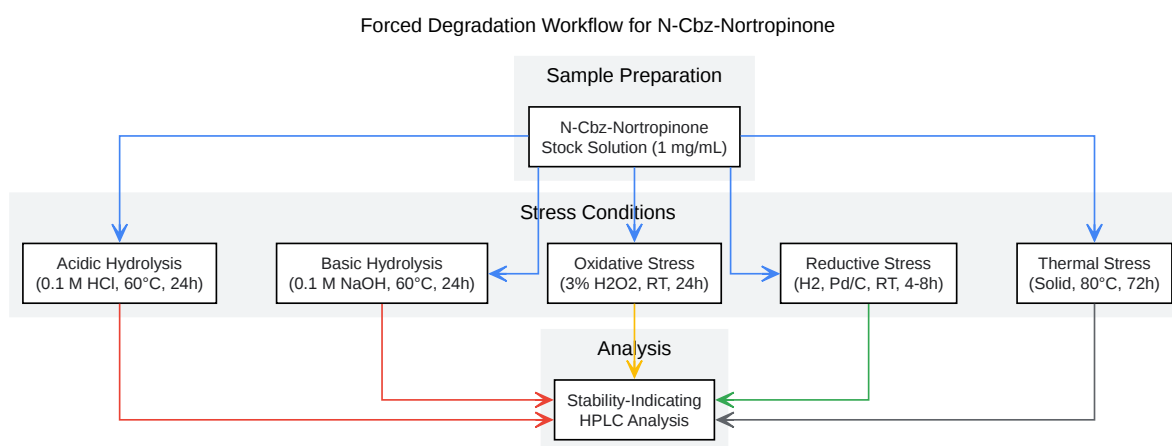 Forced Degradation Workflow for N-Cbz-Nortropinone
Sample Preparation
N-Cbz-Nortropinone
Stock Solution (1 mg/mL)
Stress Conditions
Acidic Hydrolysis
(0.1 M HCl, 60°C, 24h)
Basic Hydrolysis
(0.1 M NaOH, 60°C, 24h)
Oxidative Stress
(3% H2O2, RT, 24h)
Reductive Stress
(H2, Pd/C, RT, 4-8h)
Thermal Stress
(Solid, 80°C, 72h)
Analysis
Stability-Indicating
HPLC Analysis